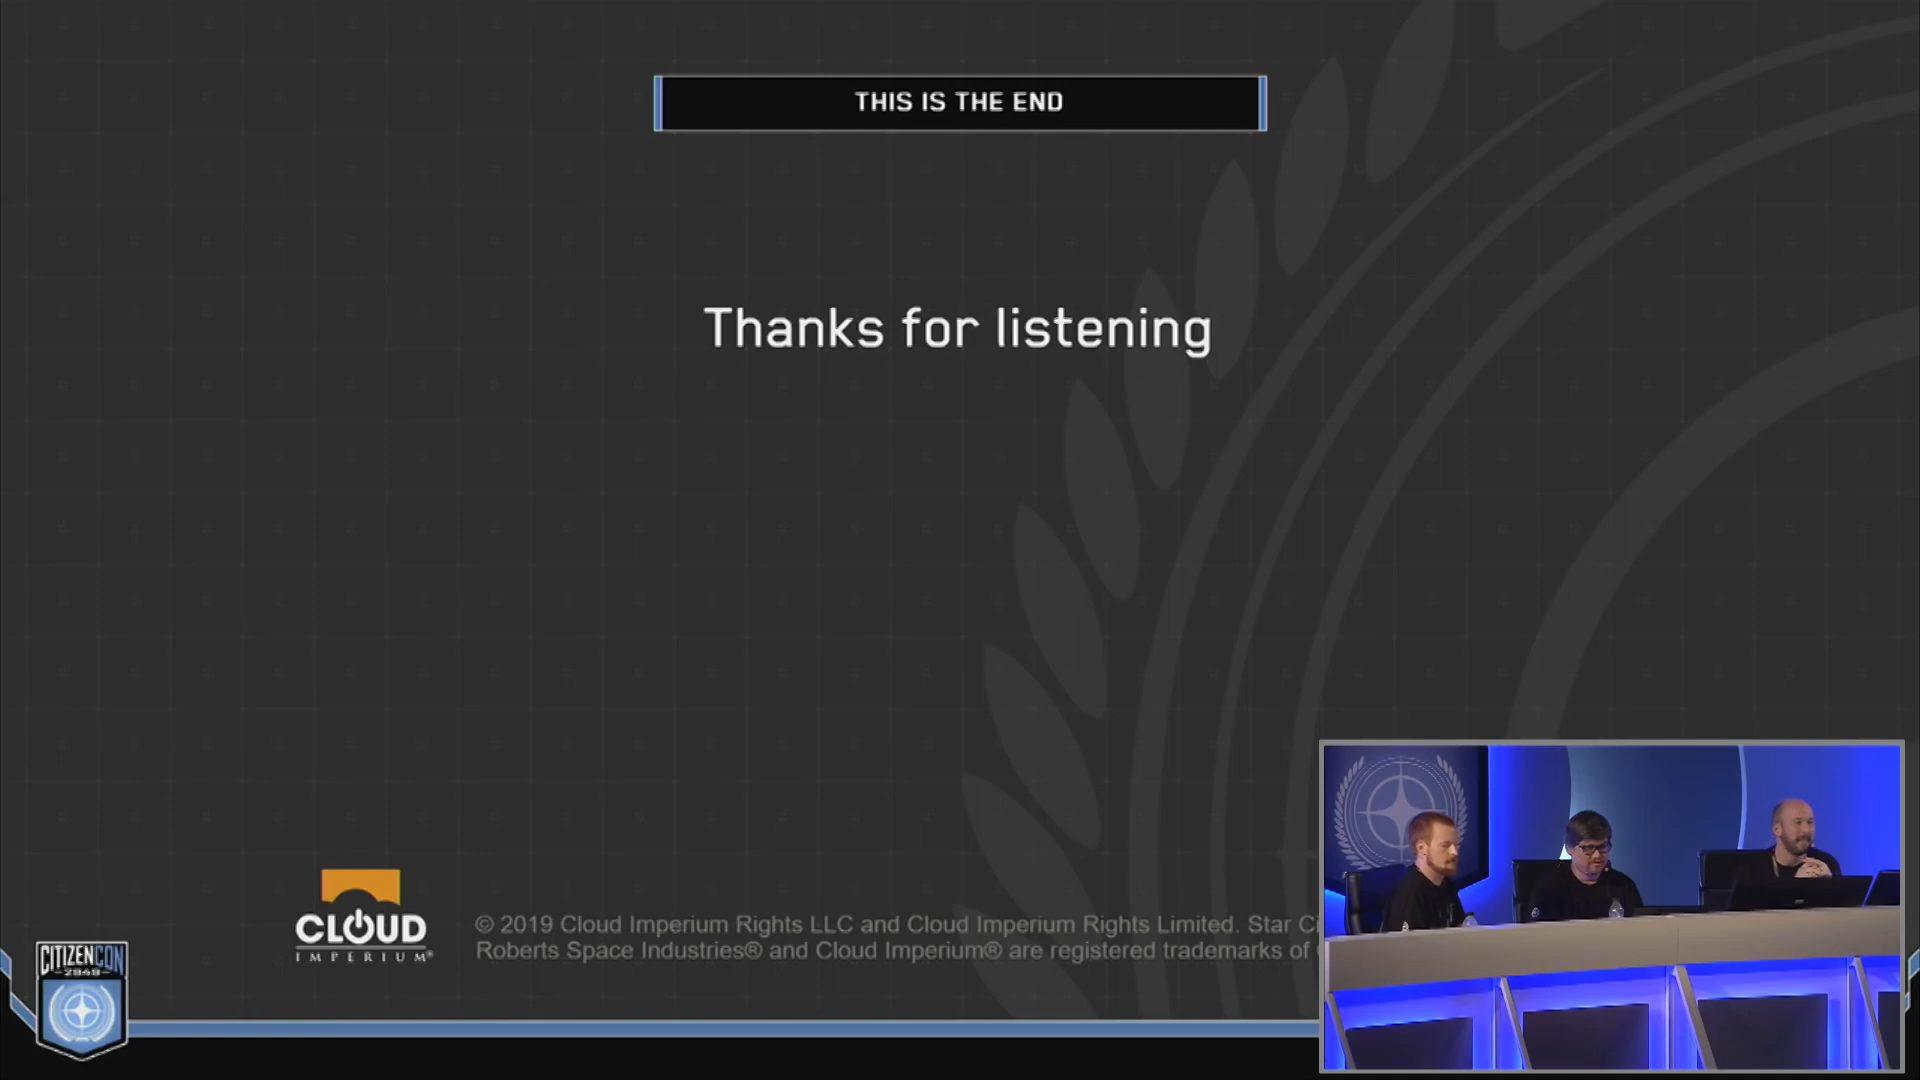 THIS IS THE END
Thanks for listening
CLOUD
IMPERIUM®
© 2019 Cloud Imperium Rights LLC and Cloud Imperium Rights Limited. Star
Roberts Space Industries® and Cloud Imperium® are registered trademarks of
CITIZENCON
2949